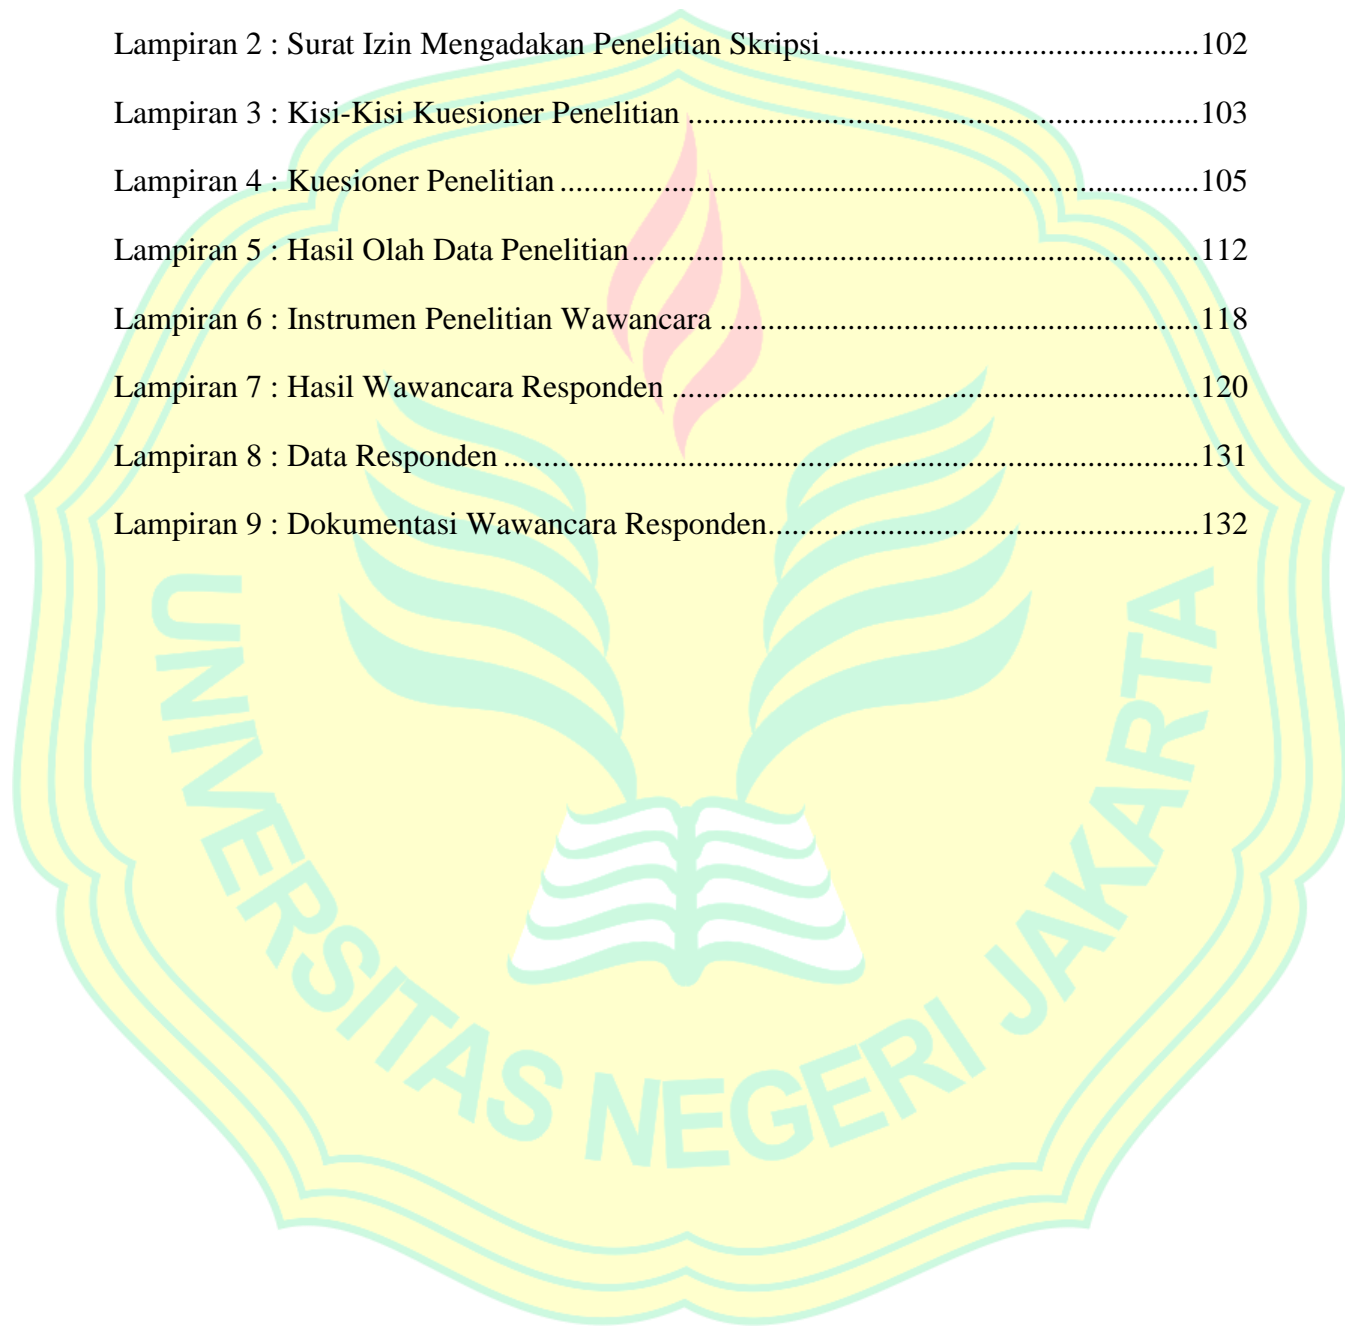 Lampiran 2 : Surat Izin Mengadakan Penelitian Skripsi..............................................102
Lampiran 3 : Kisi-Kisi Kuesioner Penelitian ..............................................................103
Lampiran 4 : Kuesioner Penelitian ..............................................................................105
Lampiran 5 : Hasil Olah Data Penelitian.....................................................................112
Lampiran 6 : Instrumen Penelitian Wawancara ..........................................................118
Lampiran 7 : Hasil Wawancara Responden ................................................................120
Lampiran 8 : Data Responden .....................................................................................131
Lampiran 9 : Dokumentasi Wawancara Responden....................................................132
UNIVERSITAS NEGERI JAKARTA